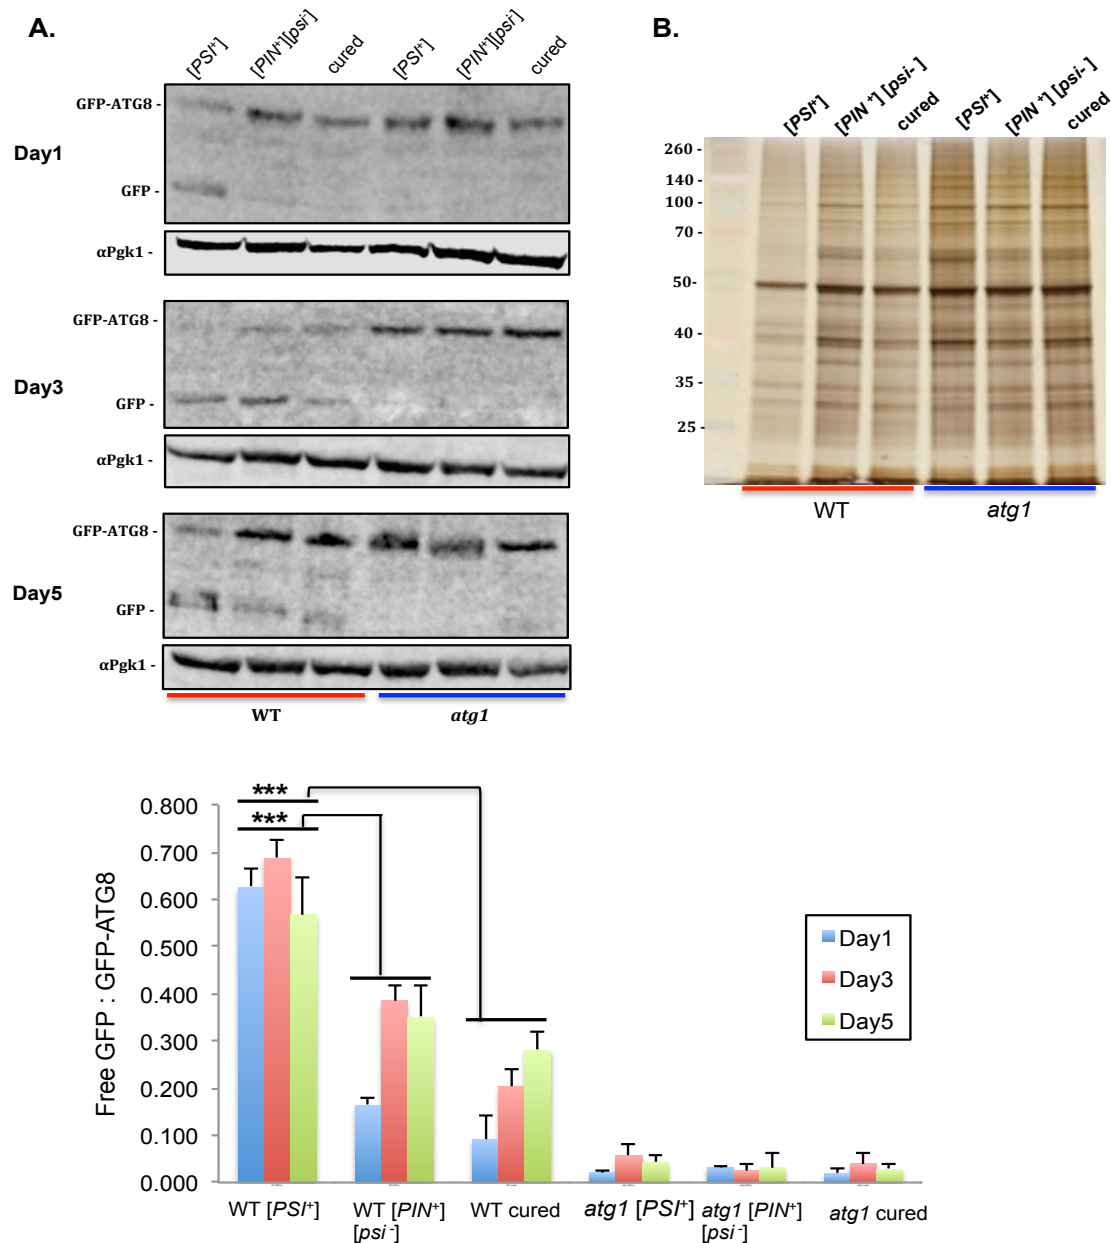 A.
[PSI+] [PIN+][psi-] cured [PSI+] [PIN+][psi-] cured
GFP-ATG8 -
Day1
GFP -
αPgk1 -
GFP-ATG8 -
Day3
GFP -
αPgk1 -
GFP-ATG8 -
Day5
GFP -
αPgk1 -
WT atg1
B.
[PSI+] [PIN+] [psi-] cured [PSI+] [PIN+] [psi-] cured
260 -
140 -
100 -
70 -
50-
40 -
35 -
25 -
WT atg1
Free GFP : GFP-ATG8
0.800
0.700
0.600
0.500
0.400
0.300
0.200
0.100
0.000
***
***
Day1
Day3
Day5
WT [PSI+]
WT [PIN+]
[psi-]
WT cured
atg1 [PSI+]
atg1 [PIN+]
[psi-]
atg1 cured